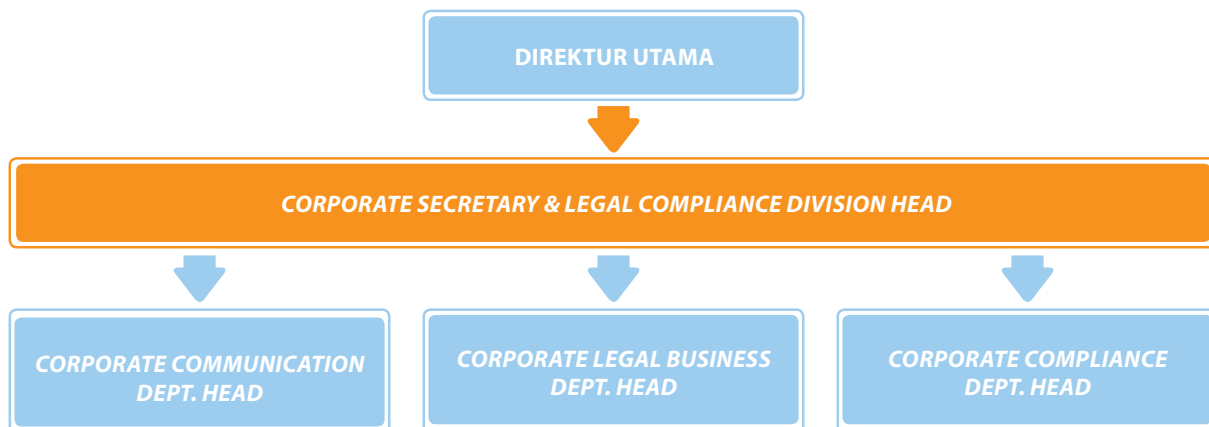 DIREKTUR UTAMA
CORPORATE SECRETARY & LEGAL COMPLIANCE DIVISION HEAD
CORPORATE COMMUNICATION
DEPT. HEAD
CORPORATE LEGAL BUSINESS
DEPT. HEAD
CORPORATE COMPLIANCE
DEPT. HEAD